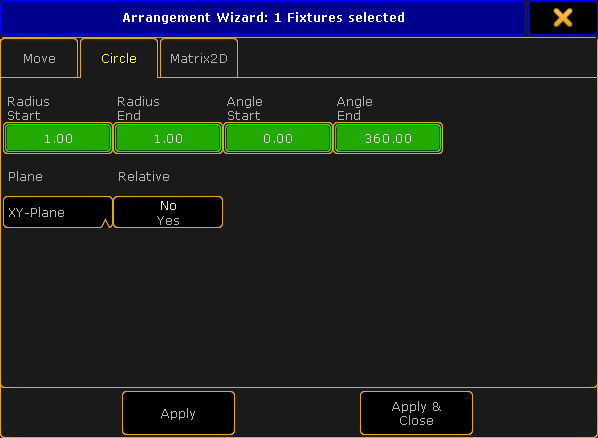 Arrangement Wizard: 1 Fixtures selected
Move
Circle
Matrix2D
Radius Start
Radius End
Angle Start
Angle End
1.00
1.00
0.00
360.00
Plane
Relative
XY-Plane
No
Yes
Apply
Apply &
Close